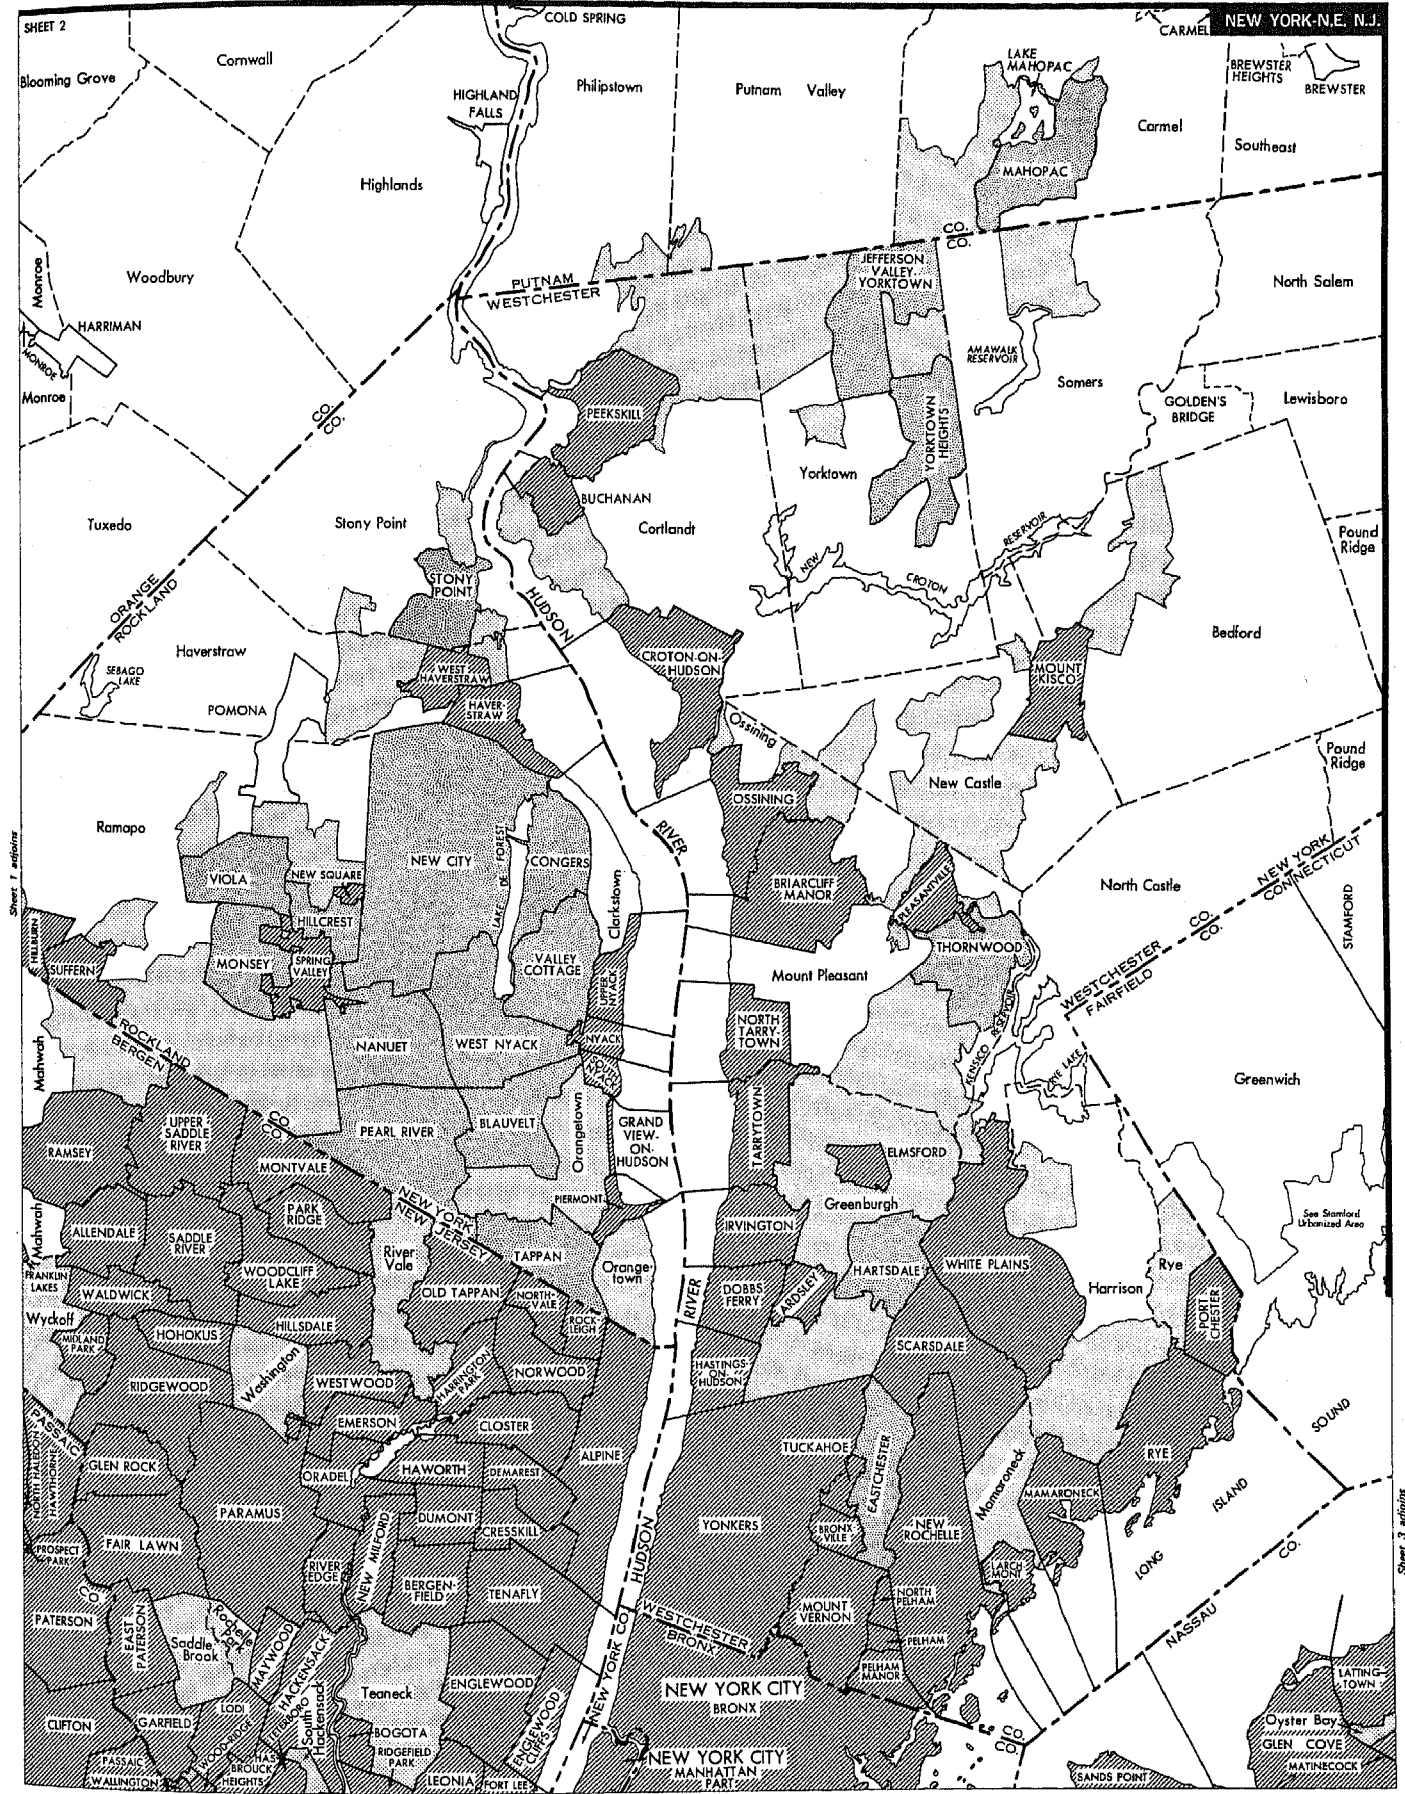 SHEET 2
NEW YORK-N.E. N.J.
COLD SPRING
CARMEL
Blooming Grove
Cornwall
HIGHLAND
FALLS
Philipstown
Putnam Valley
LAKE
MAHOPAC
BREWSTER
HEIGHTS
BREWSTER
Carmel
Southeast
Highlands
MAHOPAC
Monroe
Woodbury
CO.
CO.
PUTNAM
WESTCHESTER
JEFFERSON
VALLEY-
YORKTOWN
North Salem
HARRIMAN
MONROE
Monroe
AMAWALK
RESERVOIR
Somers
GOLDEN'S
BRIDGE
Lewisboro
CO.
CO.
PEEKSKILL
YORKTOWN
HEIGHTS
Yorktown
BUCHANAN
Cortlandt
Tuxedo
Stony Point
NEW
CROTON
RESERVOIR
Pound
Ridge
ORANGE
ROCKLAND
STONY
POINT
HUDSON
Haverstraw
SEBAGO
LAKE
POMONA
WEST
HAVERSTRAW
HAVER-
STRAW
CROTON-ON-
HUDSON
MOUNT
KISCO
Bedford
Ossining
Pound
Ridge
New Castle
OSSINING
Ramapo
RIVER
Sheet 1 adjoins
NEW CITY
LAKE DE FOREST
CONGERS
VIOLA
NEW SQUARE
HILLCREST
Clarkstown
BRIARCLIFF
MANOR
PLEASANTVILLE
North Castle
NEW YORK
CONNECTICUT
CO.
CO.
STAMFORD
HILLBURN
SUFFERN
MONSEY
SPRING
VALLEY
VALLEY
COTTAGE
UPPER
NYACK
Mount Pleasant
THORNWOOD
WESTCHESTER
FAIRFIELD
Mahwah
ROCKLAND
BERGEN
NANUET
WEST NYACK
NYACK
SOUTH
NYACK
NORTH
TARRY-
TOWN
KENSICO
RESERVOIR
RYE LAKE
Greenwich
CO.
CO.
RAMSEY
UPPER
SADDLE
RIVER
PEARL RIVER
BLAUVELT
Orangetown
GRAND
VIEW-
ON-
HUDSON
TARRYTOWN
ELMSFORD
MONTVALE
PIERMONT
Greenburgh
See Stamford
Urbanized Area
Mahwah
ALLENDALE
SADDLE
RIVER
PARK
RIDGE
NEW YORK
NEW JERSEY
River
Vale
TAPPAN
Orange-
town
IRVINGTON
HARTSDALE
WHITE PLAINS
Rye
Harrison
FRANKLIN
LAKES
WALDWICK
WOODCLIFF
LAKE
OLD TAPPAN
NORTH-
VALE
RIVER
DOBBS
FERRY
ARDSLEY
PORT
CHESTER
Wyckoff
MIDLAND
PARK
HOHOKUS
HILLSDALE
ROCK-
LEIGH
SCARSDALE
RIDGEWOOD
Washington
WESTWOOD
HARRINGTON
PARK
NORWOOD
HASTINGS-
ON-
HUDSON
PASSAIC
EMERSON
CLOSTER
SOUND
NORTH HALEDON
HAWTHORNE
GLEN ROCK
ORADELL
HAWORTH
DEMAREST
ALPINE
TUCKAHOE
EASTCHESTER
Mamaroneck
MAMARONECK
RYE
ISLAND
PARAMUS
DUMONT
CRESSKILL
YONKERS
BRONX-
VILLE
NEW
ROCHELLE
PROSPECT
PARK
FAIR LAWN
RIVER
EDGE
NEW MILFORD
BERGEN-
FIELD
TENAFLY
HUDSON
LARCH-
MONT
LONG
CO.
Sheet 3 adjoins
CO.
PATERSON
EAST
PATERSON
Saddle
Brook
Rochelle
Park
MAYWOOD
HACKENSACK
Teaneck
ENGLEWOOD
NEW YORK CO.
WESTCHESTER
BRONX
MOUNT
VERNON
NORTH
PELHAM
PELHAM
PELHAM
MANOR
NASSAU
CLIFTON
GARFIELD
LODI
TETERBORO
South
Hackensack
BOGOTA
ENGLEWOOD
CLIFFS
NEW YORK CITY
BRONX
CO.
CO.
LATTING-
TOWN
Oyster Bay
GLEN COVE
MATINECOCK
PASSAIC
WALLINGTON
WOOD-RIDGE
HAS-
BROUCK
HEIGHTS
RIDGEFIELD
PARK
LEONIA
FORT LEE
NEW YORK CITY
MANHATTAN
PART
SANDS POINT